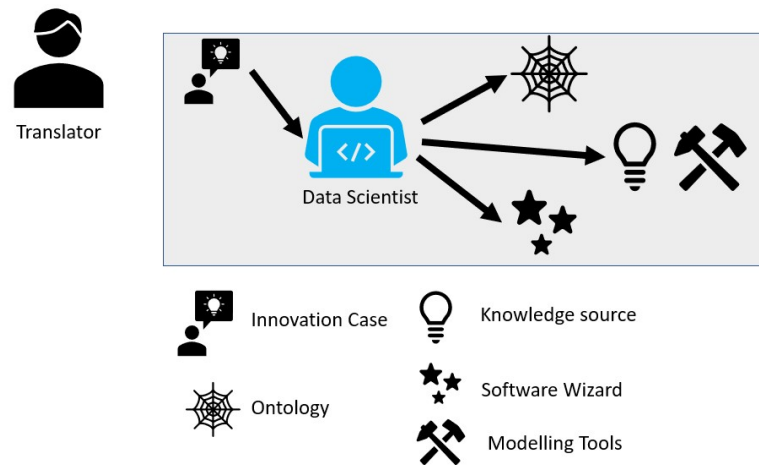 Translator
</>
Data Scientist
Innovation Case
Knowledge source
Ontology
Software Wizard
Modelling Tools